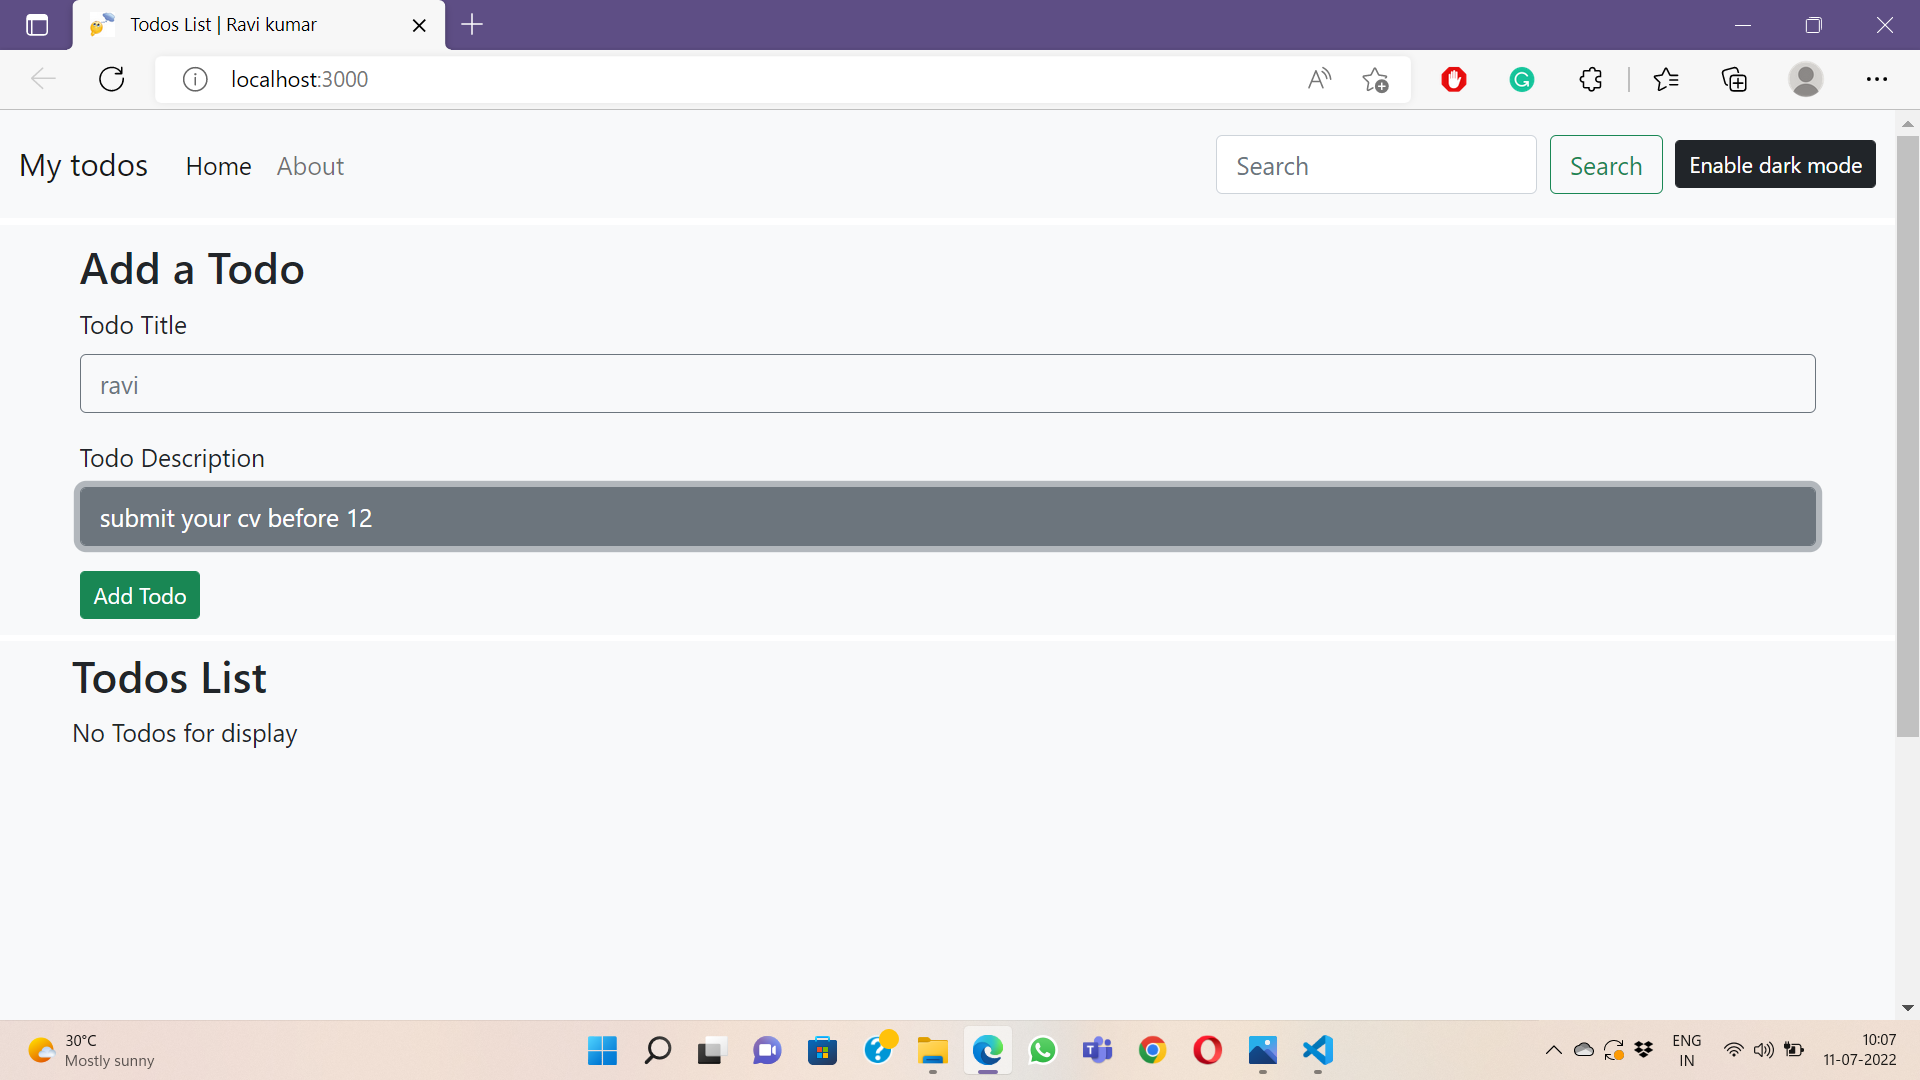 Todos List | Ravi kumar
localhost:3000
My todos Home About Search Search Enable dark mode
Add a Todo
Todo Title
ravi
Todo Description
submit your cv before 12
Add Todo
Todos List
No Todos for display
30°C
Mostly sunny
ENG
IN
10:07
11-07-2022